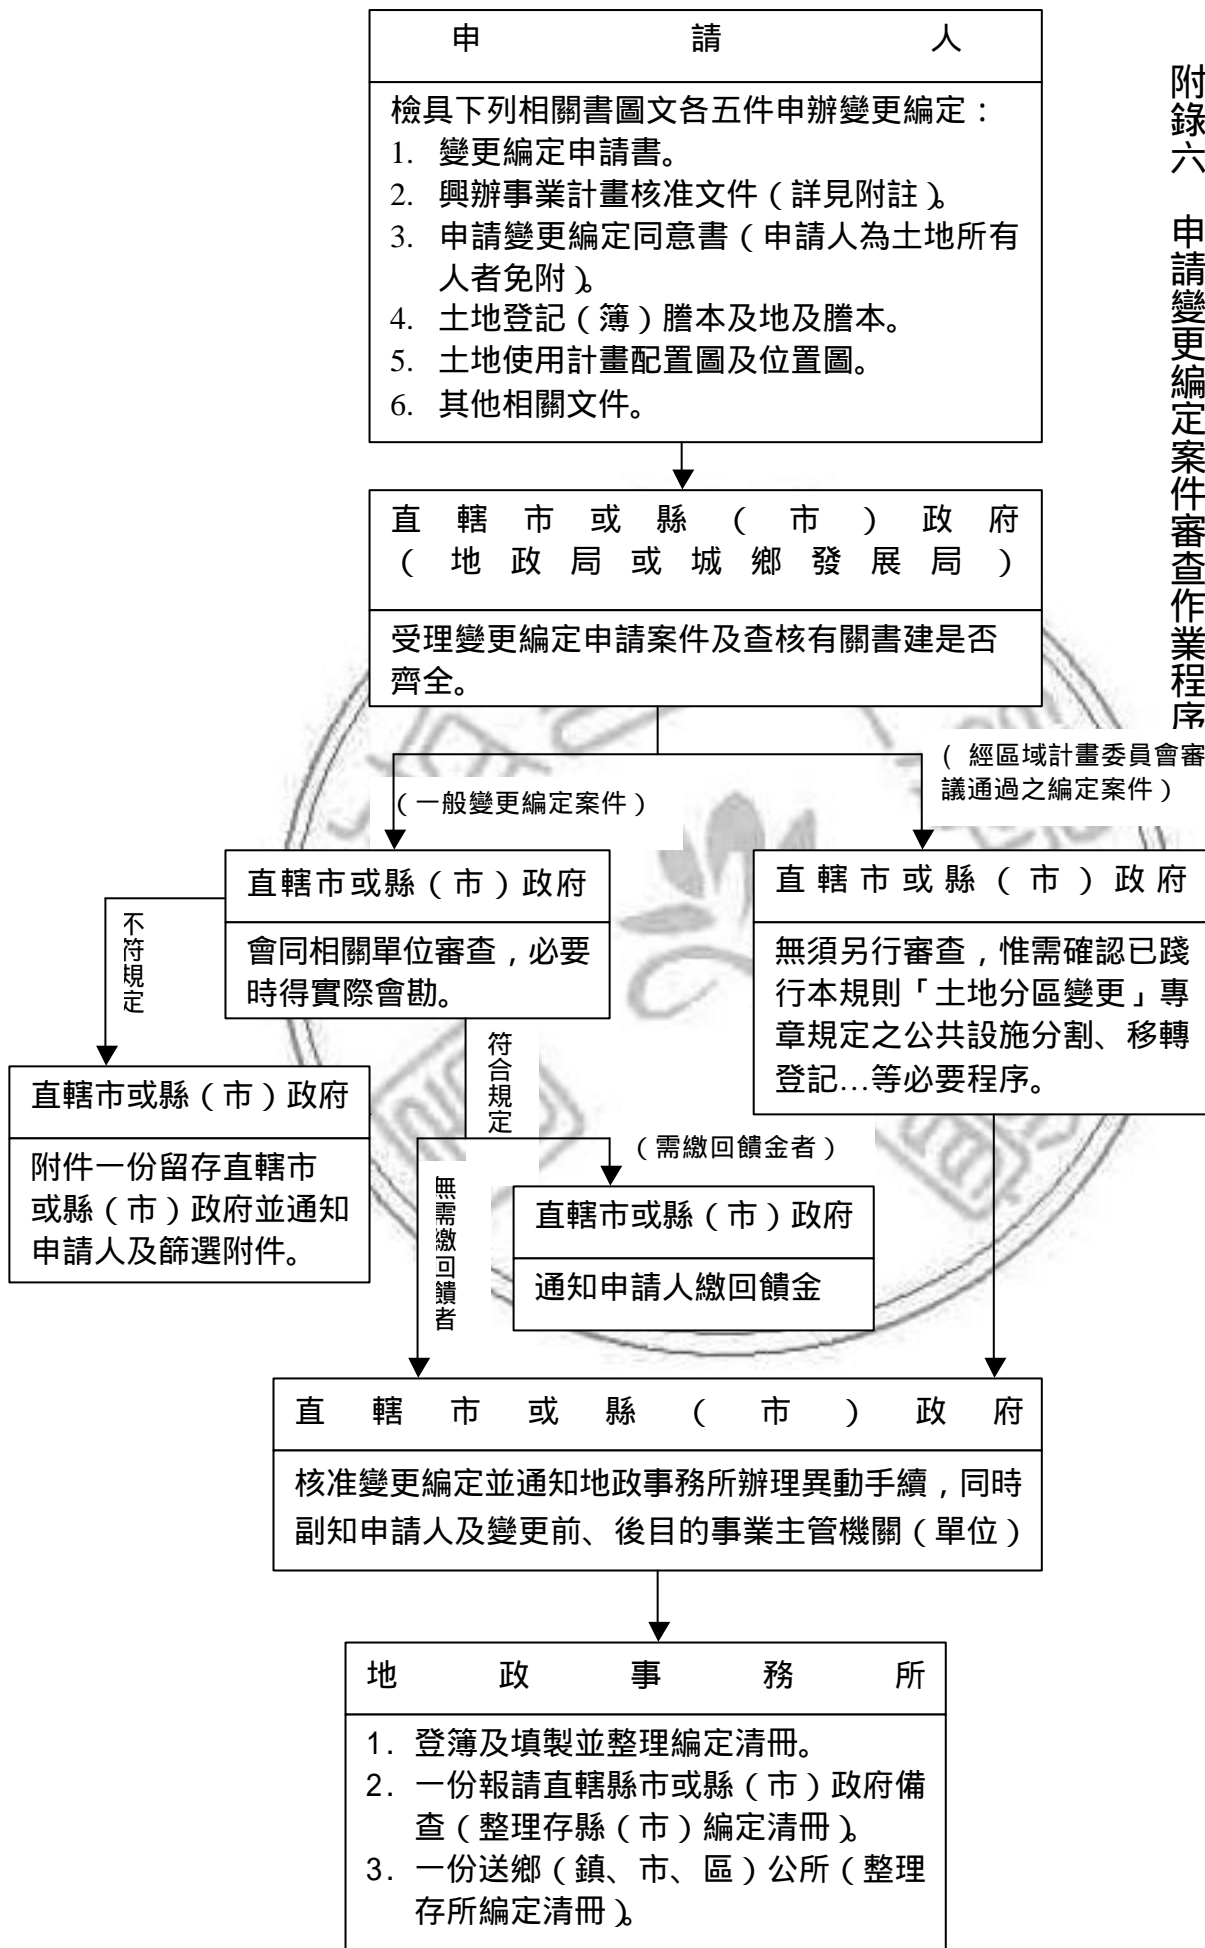 附錄六　申請變更編定案件審查作業程序
申請人
檢具下列相關書圖文各五件申辦變更編定：
1. 變更編定申請書。
2. 興辦事業計畫核准文件（詳見附註）。
3. 申請變更編定同意書（申請人為土地所有
人者免附）。
4. 土地登記（簿）謄本及地及謄本。
5. 土地使用計畫配置圖及位置圖。
6. 其他相關文件。
直轄市或縣（市）政府
（地政局或城鄉發展局）
受理變更編定申請案件及查核有關書建是否
齊全。
（一般變更編定案件）
（經區域計畫委員會審
議通過之編定案件）
直轄市或縣（市）政府
會同相關單位審查，必要
時得實際會勘。
直轄市或縣（市）政府
無須另行審查，惟需確認已踐
行本規則「土地分區變更」專
章規定之公共設施分割、移轉
登記…等必要程序。
不符規定
符合規定
直轄市或縣（市）政府
附件一份留存直轄市
或縣（市）政府並通知
申請人及篩選附件。
無需繳回饋者
（需繳回饋金者）
直轄市或縣（市）政府
通知申請人繳回饋金
直轄市或縣（市）政府
核准變更編定並通知地政事務所辦理異動手續，同時
副知申請人及變更前、後目的事業主管機關（單位）
地政事務所
1. 登簿及填製並整理編定清冊。
2. 一份報請直轄縣市或縣（市）政府備
查（整理存縣（市）編定清冊）。
3. 一份送鄉（鎮、市、區）公所（整理
存所編定清冊）。